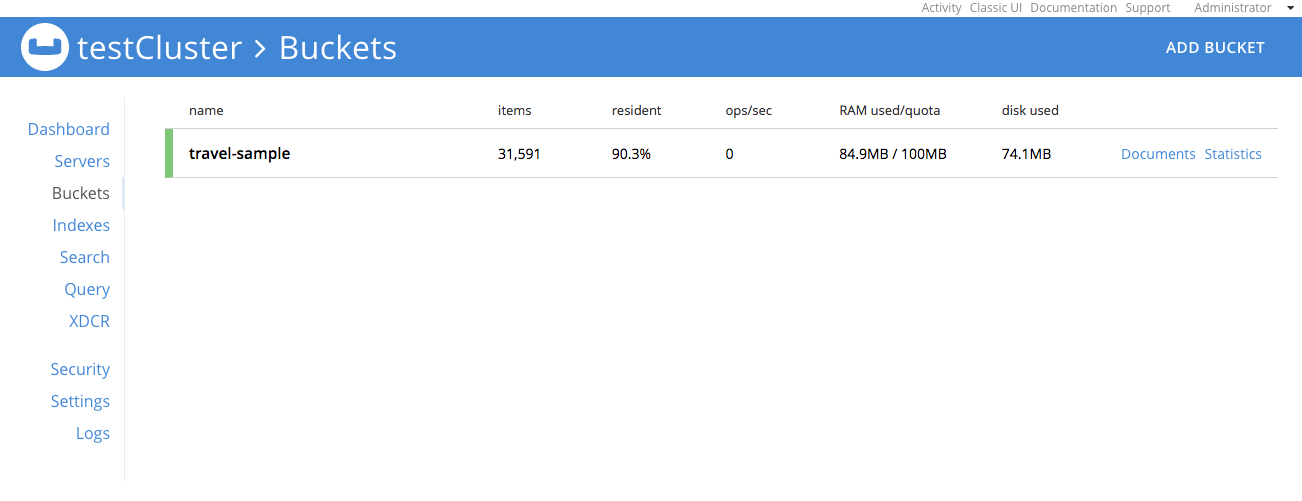 Activity Classic UI Documentation Support Administrator
testCluster > Buckets ADD BUCKET
name items resident ops/sec RAM used/quota disk used
travel-sample 31,591 90.3% 0 84.9MB / 100MB 74.1MB Documents Statistics
Dashboard
Servers
Buckets
Indexes
Search
Query
XDCR
Security
Settings
Logs